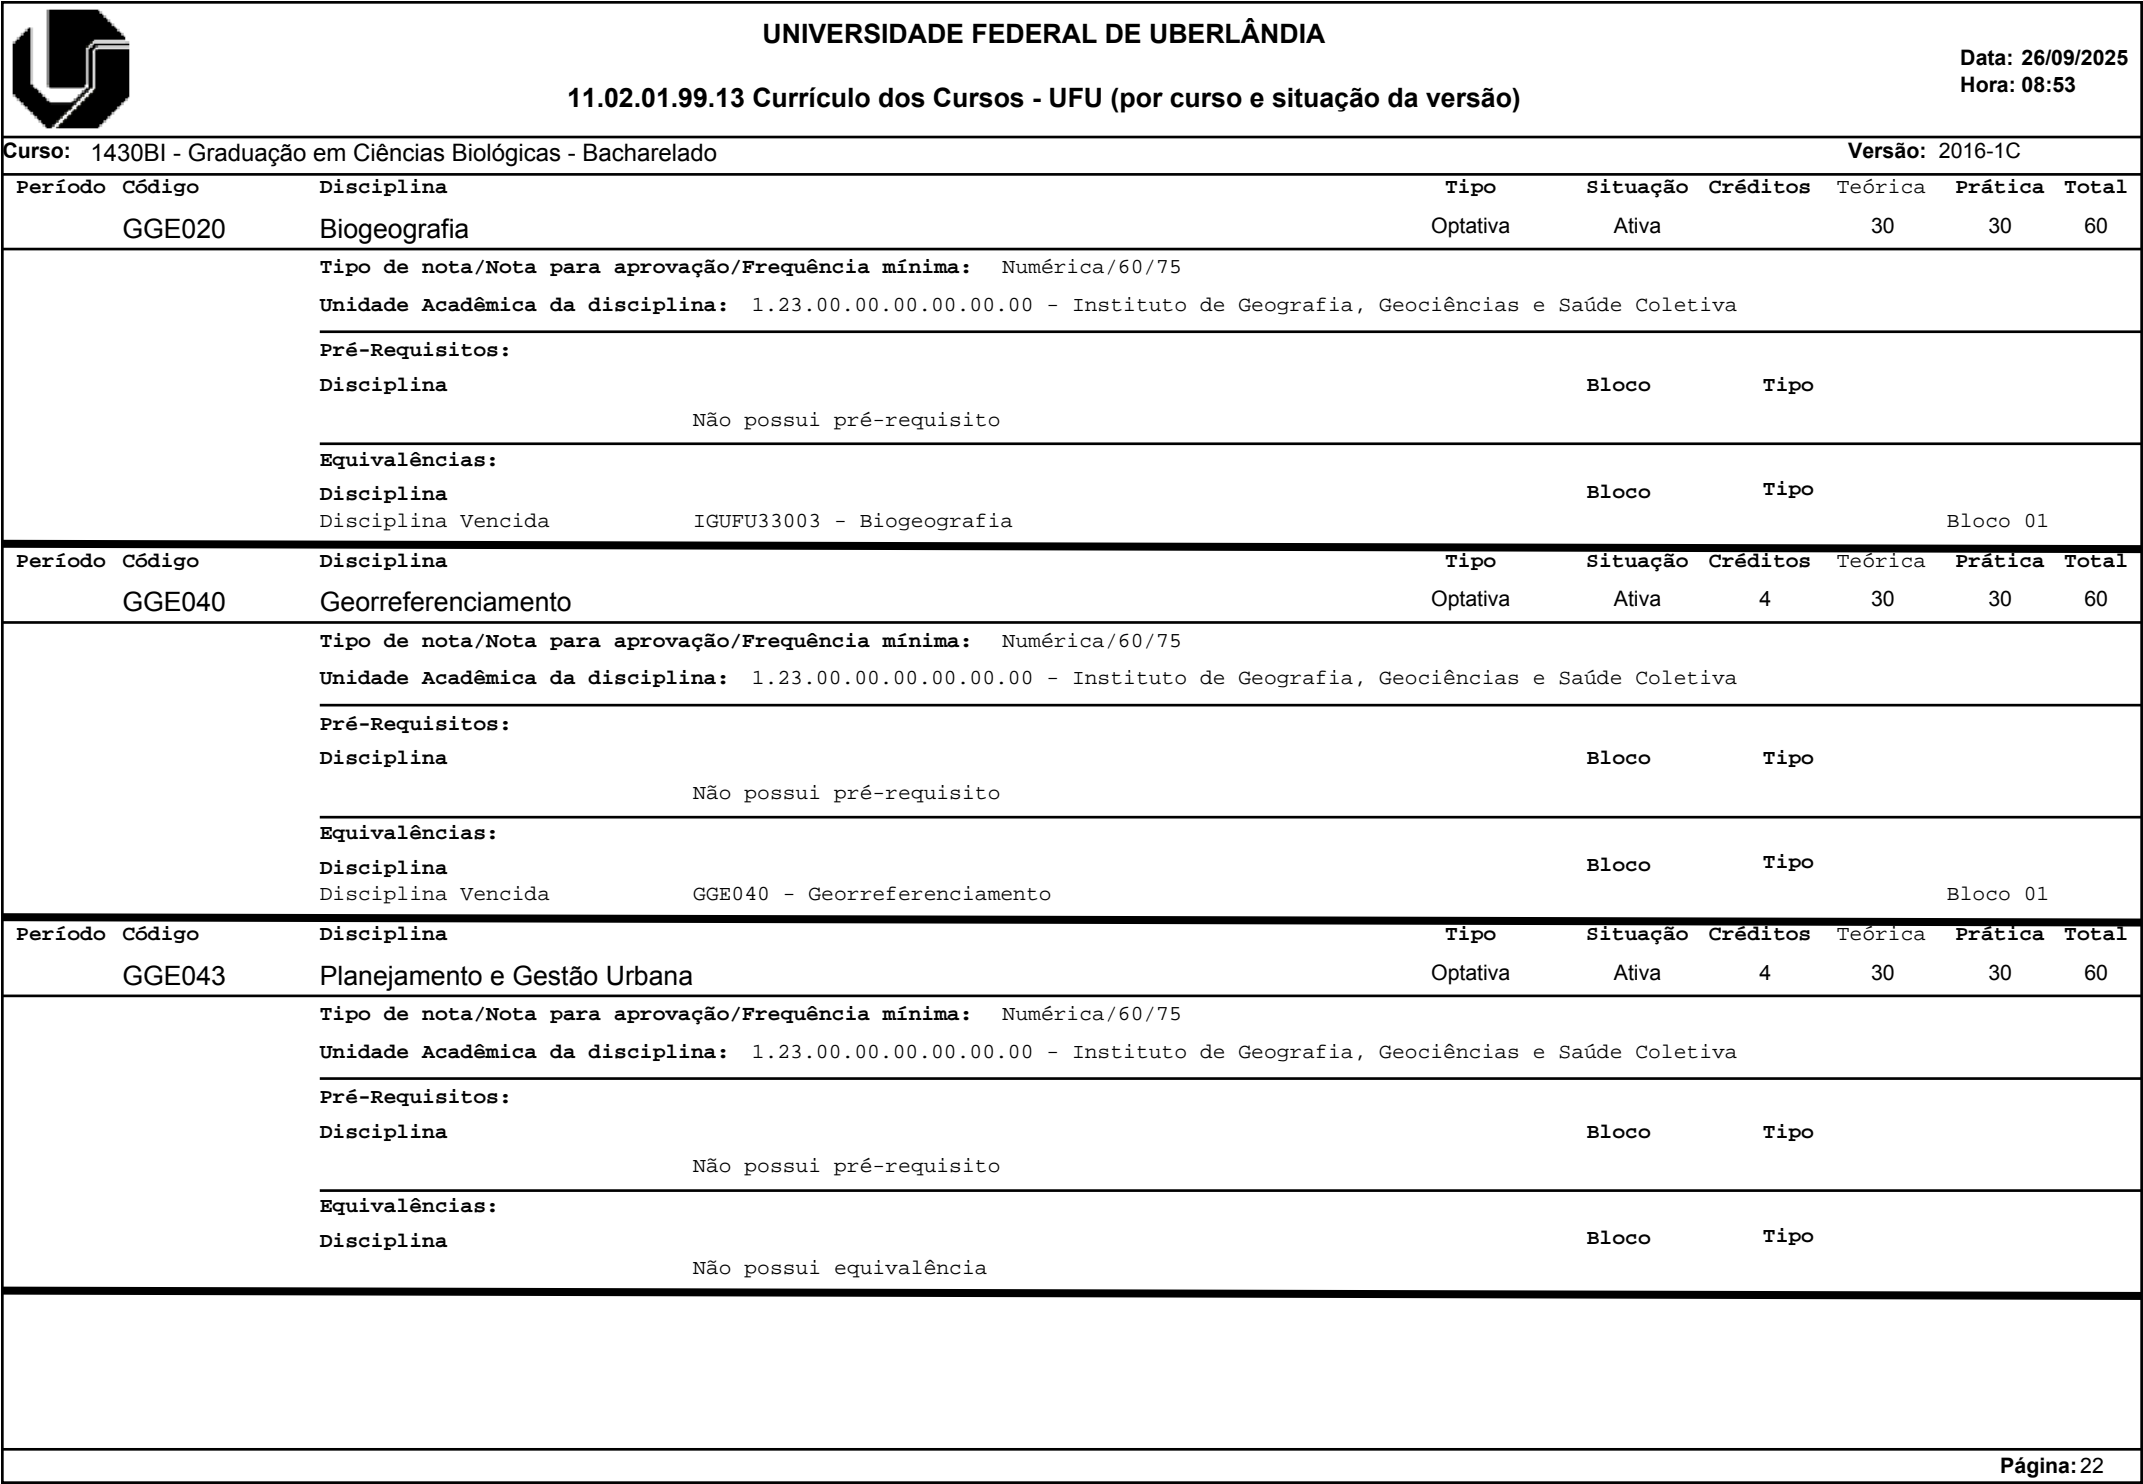 UNIVERSIDADE FEDERAL DE UBERLÂNDIA
Data: 26/09/2025
Hora: 08:53
11.02.01.99.13 Currículo dos Cursos - UFU (por curso e situação da versão)
Curso: 1430BI - Graduação em Ciências Biológicas - Bacharelado Versão: 2016-1C
Período Código Disciplina Tipo Situação Créditos Teórica Prática Total
GGE020 Biogeografia Optativa Ativa 30 30 60
Tipo de nota/Nota para aprovação/Frequência mínima: Numérica/60/75
Unidade Acadêmica da disciplina: 1.23.00.00.00.00.00.00 - Instituto de Geografia, Geociências e Saúde Coletiva
Pré-Requisitos:
Disciplina Bloco Tipo
Não possui pré-requisito
Equivalências:
Disciplina Bloco Tipo
Disciplina Vencida IGUFU33003 - Biogeografia Bloco 01
Período Código Disciplina Tipo Situação Créditos Teórica Prática Total
GGE040 Georreferenciamento Optativa Ativa 4 30 30 60
Tipo de nota/Nota para aprovação/Frequência mínima: Numérica/60/75
Unidade Acadêmica da disciplina: 1.23.00.00.00.00.00.00 - Instituto de Geografia, Geociências e Saúde Coletiva
Pré-Requisitos:
Disciplina Bloco Tipo
Não possui pré-requisito
Equivalências:
Disciplina Bloco Tipo
Disciplina Vencida GGE040 - Georreferenciamento Bloco 01
Período Código Disciplina Tipo Situação Créditos Teórica Prática Total
GGE043 Planejamento e Gestão Urbana Optativa Ativa 4 30 30 60
Tipo de nota/Nota para aprovação/Frequência mínima: Numérica/60/75
Unidade Acadêmica da disciplina: 1.23.00.00.00.00.00.00 - Instituto de Geografia, Geociências e Saúde Coletiva
Pré-Requisitos:
Disciplina Bloco Tipo
Não possui pré-requisito
Equivalências:
Disciplina Bloco Tipo
Não possui equivalência
Página: 22